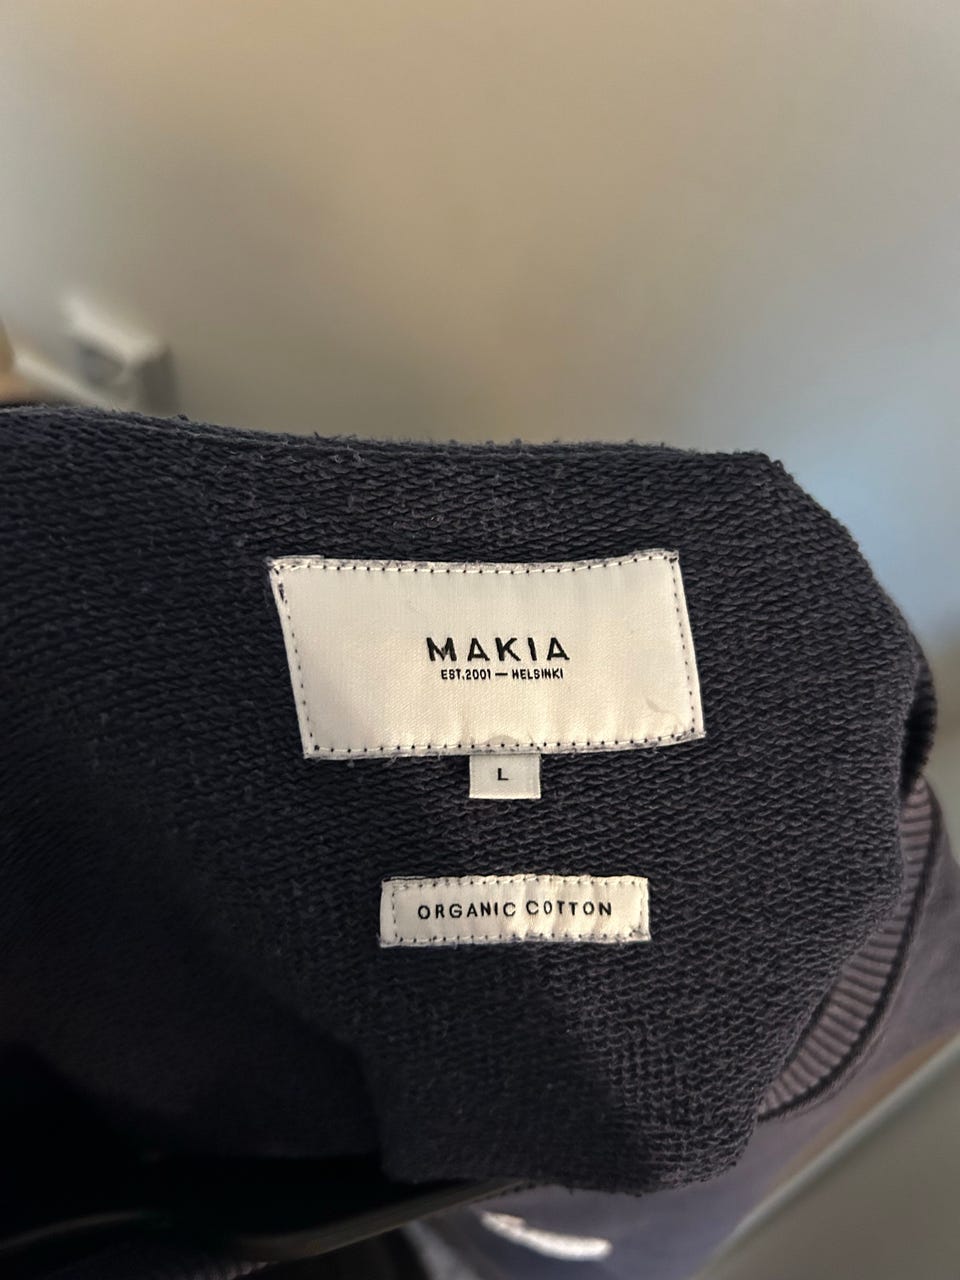 MAKIA
EST.2001 — HELSINKI
L
ORGANIC COTTON